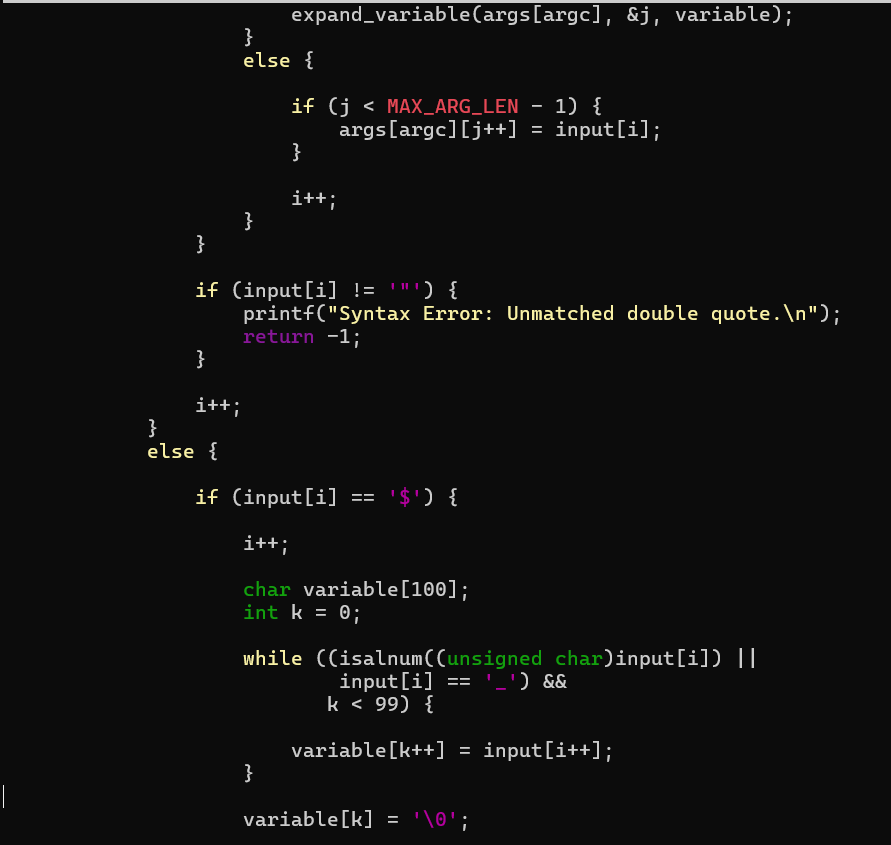 expand_variable(args[argc], &j, variable);
}
else {
if (j < MAX_ARG_LEN - 1) {
args[argc][j++] = input[i];
}
i++;
}
}
if (input[i] != '"') {
printf("Syntax Error: Unmatched double quote.\n");
return -1;
}
i++;
}
else {
if (input[i] == '$') {
i++;
char variable[100];
int k = 0;
while ((isalnum((unsigned char)input[i]) ||
input[i] == '_') &&
k < 99) {
variable[k++] = input[i++];
}
variable[k] = '\0';